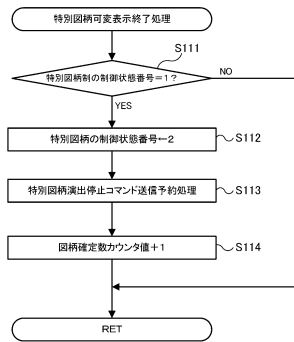 特別図柄可変表示終了処理
S111
特別図柄制の制御状態番号＝1？
NO
YES
特別図柄の制御状態番号←2
S112
特別図柄演出停止コマンド送信予約処理
S113
図柄確定数カウンタ値＋1
S114
RET